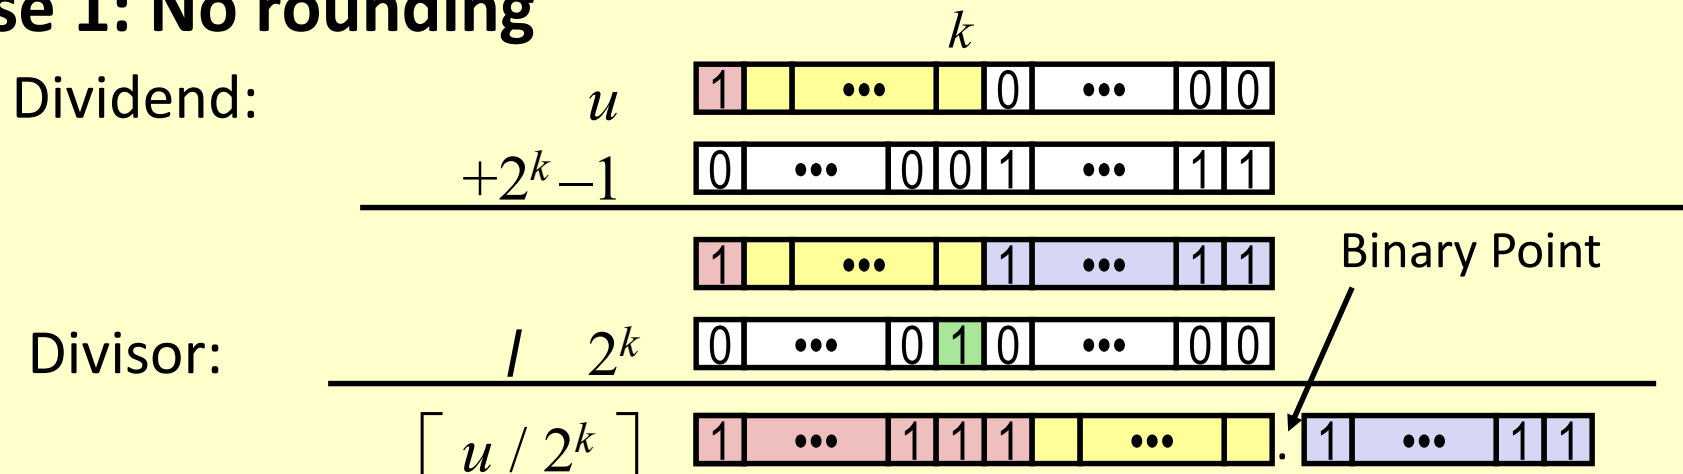 se 1: No rounding
k
Dividend: u 1 ••• 0 ••• 0 0
+2^k –1 0 ••• 0 0 1 ••• 1 1
1 ••• 1 ••• 1 1
Binary Point
Divisor: / 2^k 0 ••• 0 1 0 ••• 0 0
⌈ u / 2^k ⌉ 1 ••• 1 1 1 ••• . 1 ••• 1 1